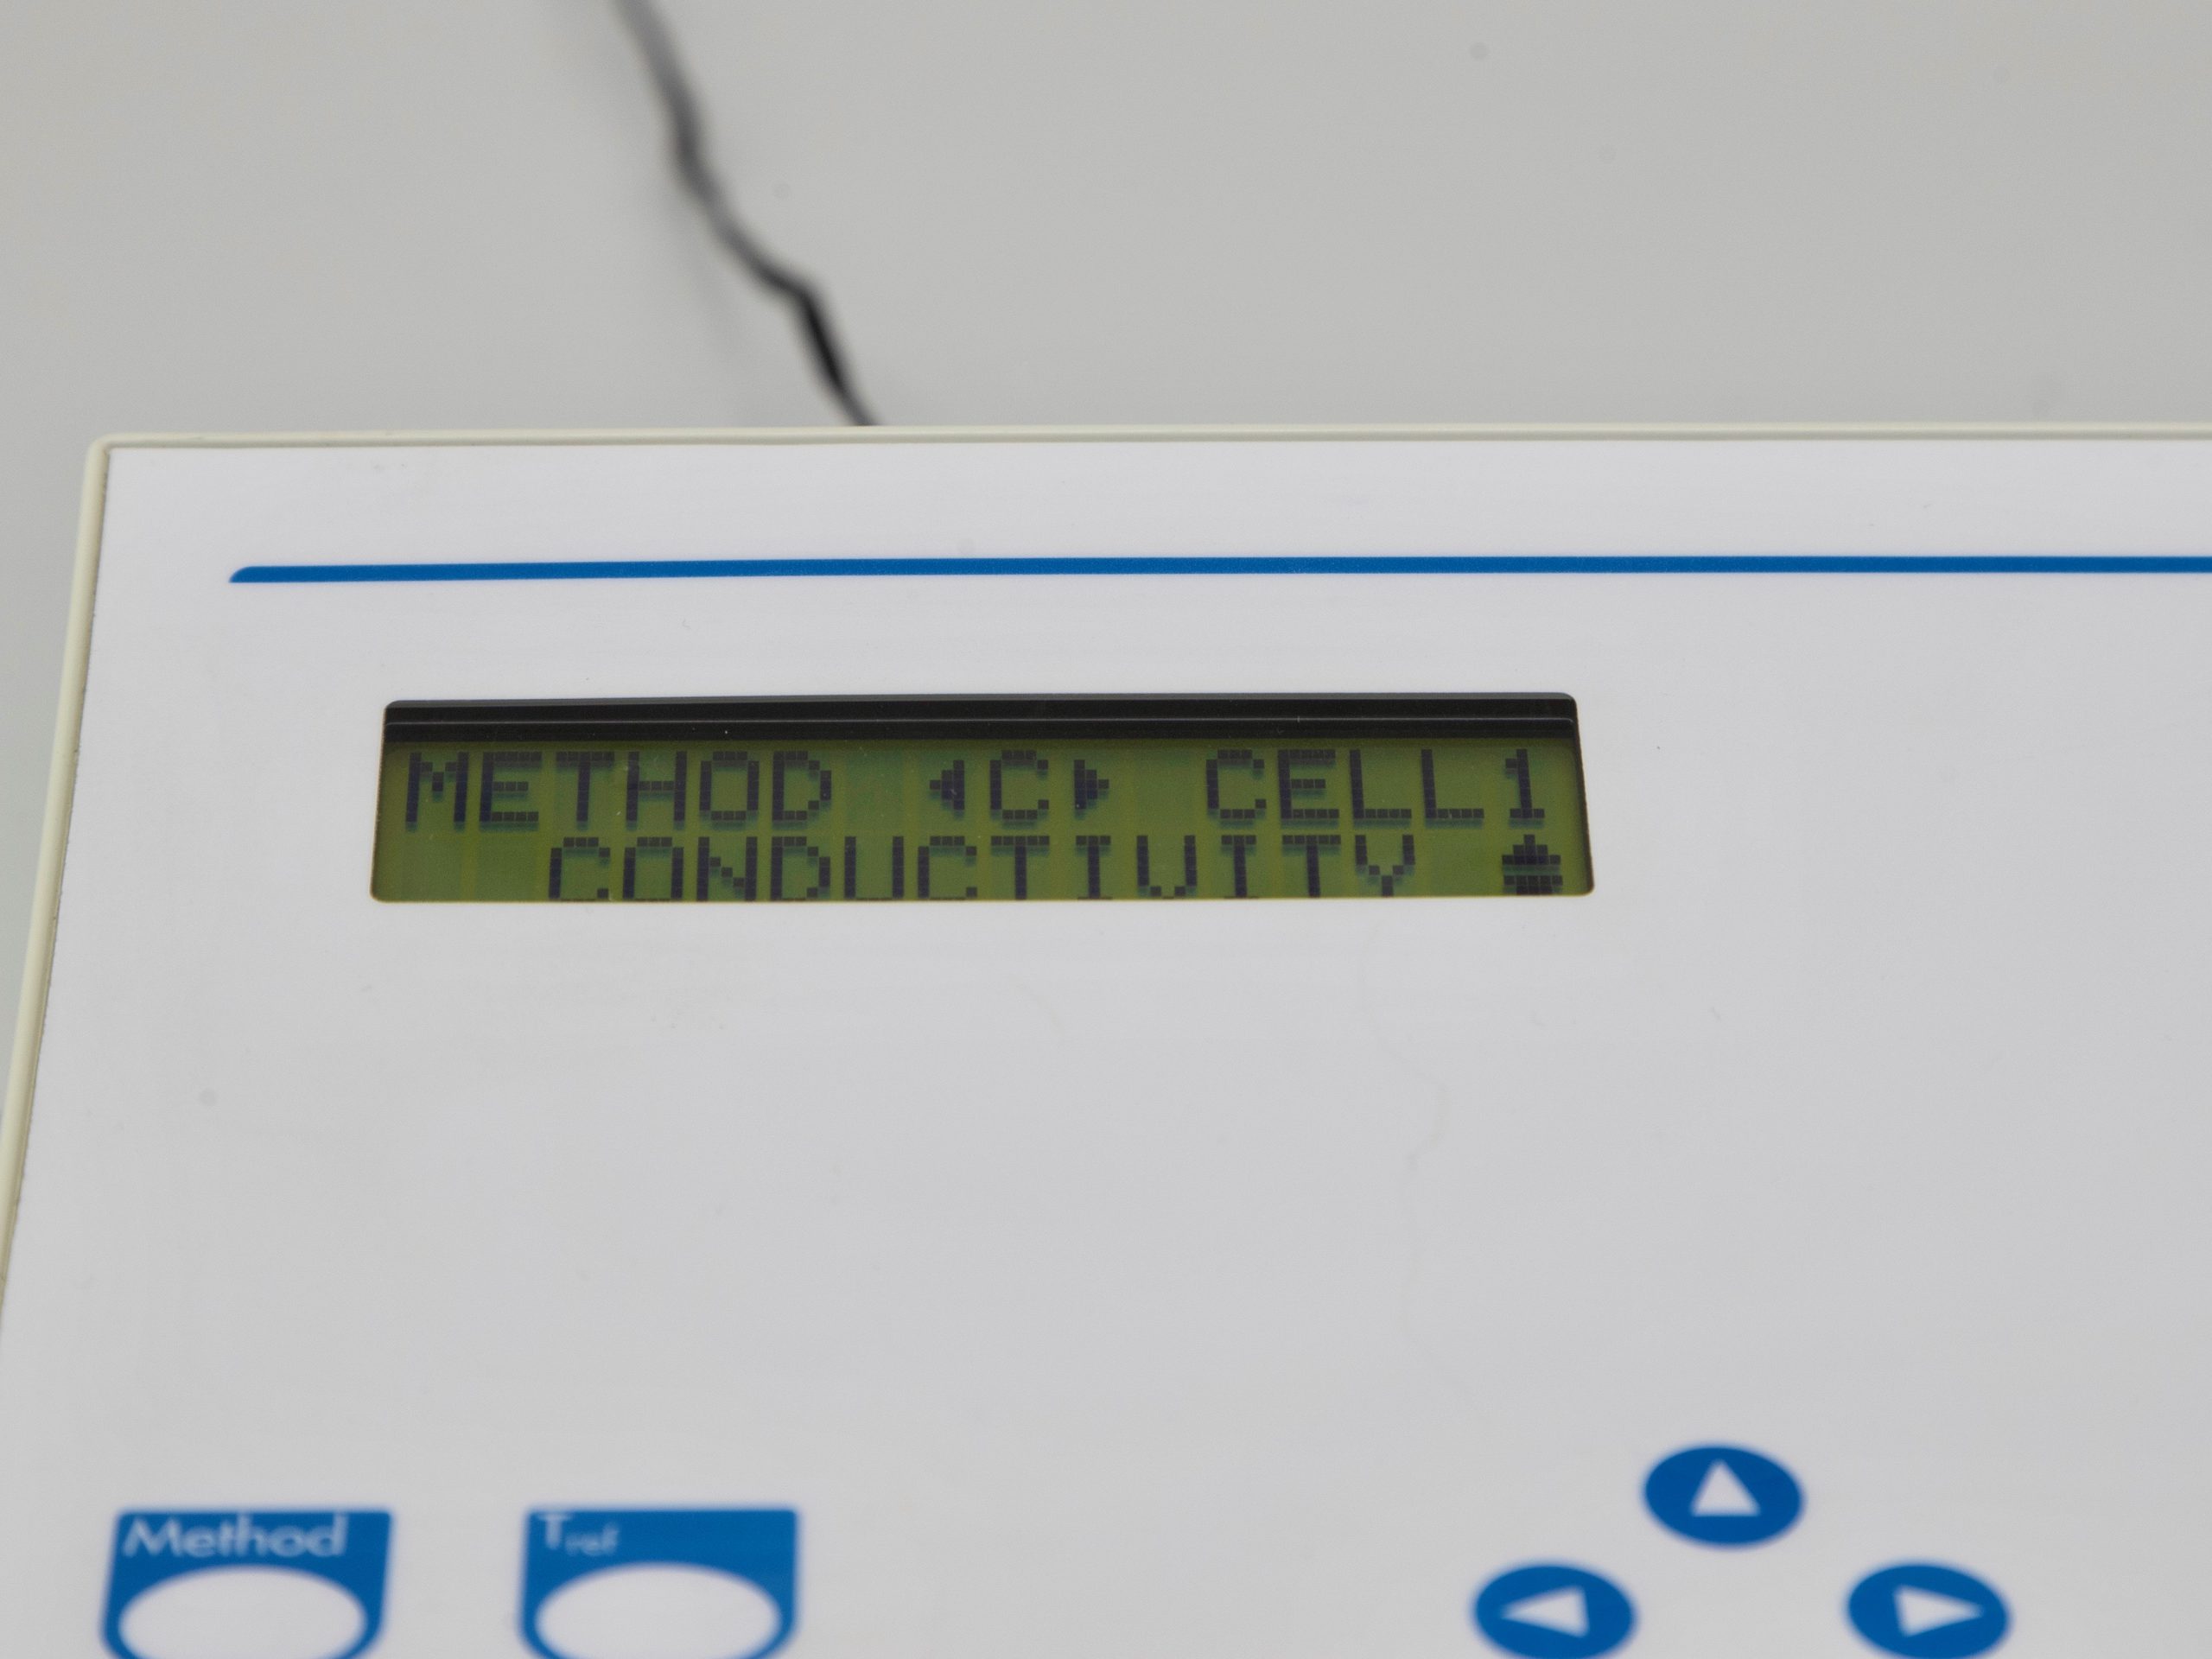 METHOD ◀C▶ CELL1
CONDUCTIVITY
Method
Tref